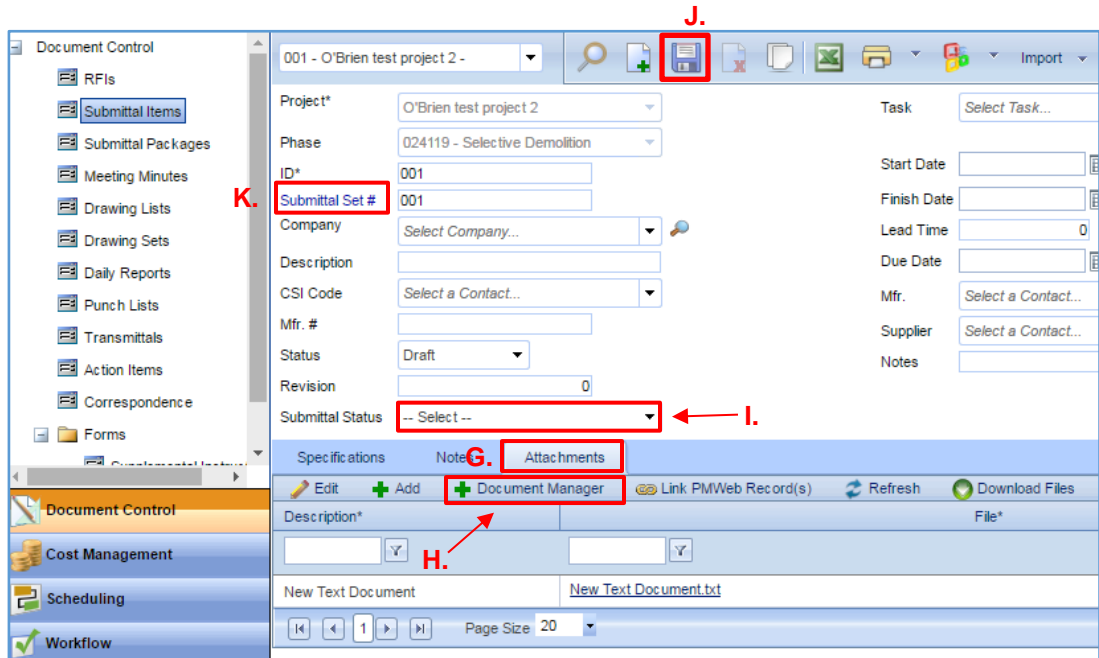 J.
Document Control
RFIs
Submittal Items
Submittal Packages
Meeting Minutes
Drawing Lists
Drawing Sets
Daily Reports
Punch Lists
Transmittals
Action Items
Correspondence
Forms
Document Control
Cost Management
Scheduling
Workflow
001 - O'Brien test project 2 -
Import
Project* O'Brien test project 2
Phase 024119 - Selective Demolition
ID* 001
K. Submittal Set # 001
Company Select Company...
Description
CSI Code Select a Contact...
Mfr. #
Status Draft
Revision 0
Submittal Status -- Select -- I.
Task Select Task...
Start Date
Finish Date
Lead Time 0
Due Date
Mfr. Select a Contact...
Supplier Select a Contact...
Notes
Specifications Notes G. Attachments
Edit Add Document Manager Link PMWeb Record(s) Refresh Download Files
Description* File*
H.
New Text Document New Text Document.txt
1 Page Size 20